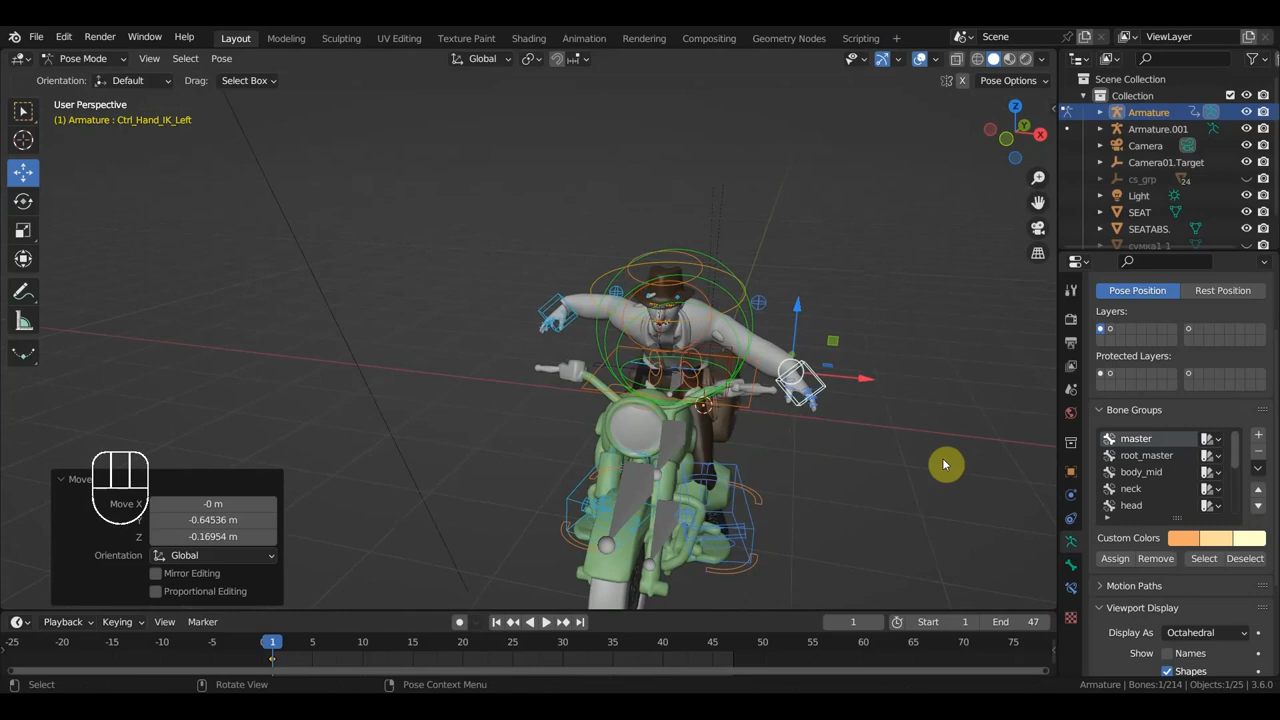 File Edit Render Window Help Layout Modeling Sculpting UV Editing Texture Paint Shading Animation Rendering Compositing Geometry Nodes Scripting + Scene ViewLayer
Pose Mode View Select Pose Global
Orientation: Default Drag: Select Box X Pose Options
User Perspective
(1) Armature : Ctrl_Hand_IK_Left
Z
Y
X
Scene Collection
Collection
Armature
Armature.001
Camera
Camera01.Target
cs_grp 24
Light
SEAT
SEATABS.
сумка1 1
Pose Position Rest Position
Layers:
Protected Layers:
Bone Groups
master
root_master
body_mid
neck
head
Custom Colors
Assign Remove Select Deselect
Motion Paths
Viewport Display
Display As Octahedral
Show Names
Shapes
Move
Move X -0 m
Y -0.64536 m
Z -0.16954 m
Orientation Global
Mirror Editing
Proportional Editing
Playback Keying View Marker 1 Start 1 End 47
-25 -20 -15 -10 -5 1 5 10 15 20 25 30 35 40 45 50 55 60 65 70 75
Select Rotate View Pose Context Menu Armature | Bones:1/214 | Objects:1/25 | 3.6.0